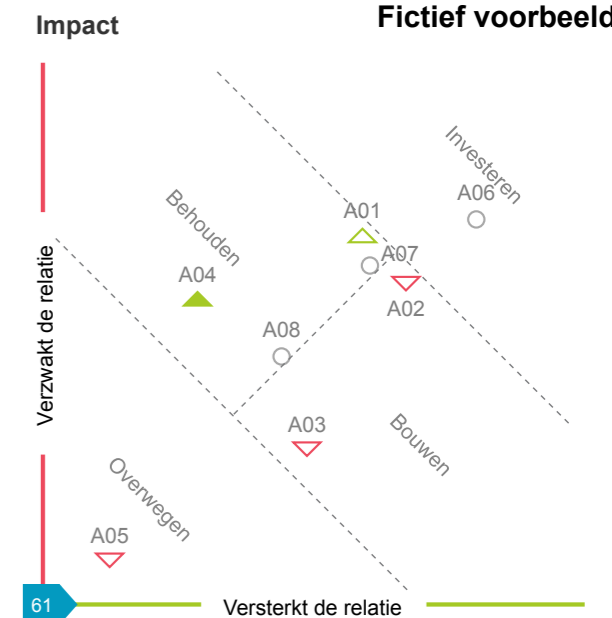 Fictief voorbeeld
Impact
Investeren
A06
Behouden
A01
A07
A04
A02
A08
Verzwakt de relatie
A03
Bouwen
Overwegen
A05
61
Versterkt de relatie